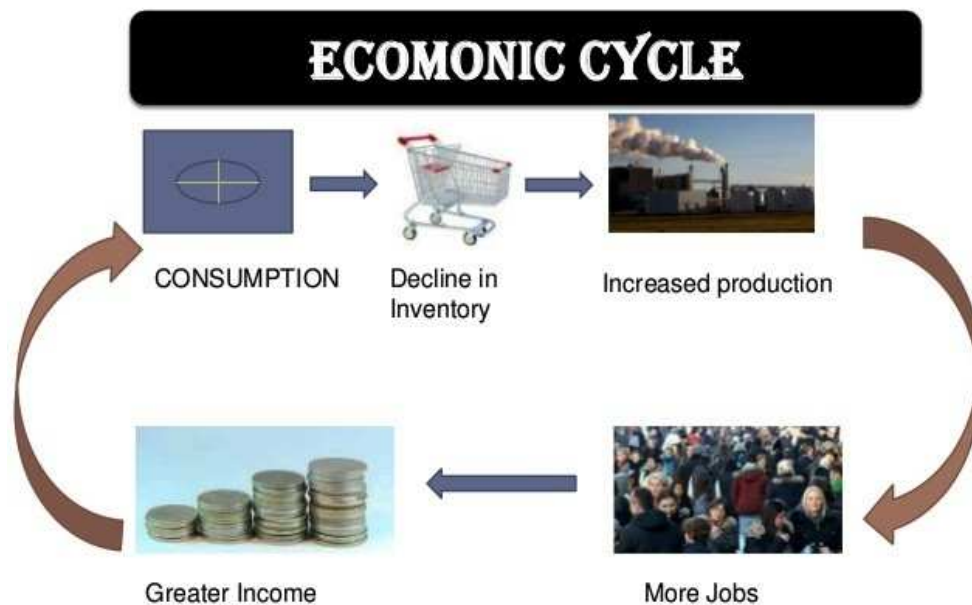 ECOMONIC CYCLE
CONSUMPTION
Decline in
Inventory
Increased production
Greater Income
More Jobs